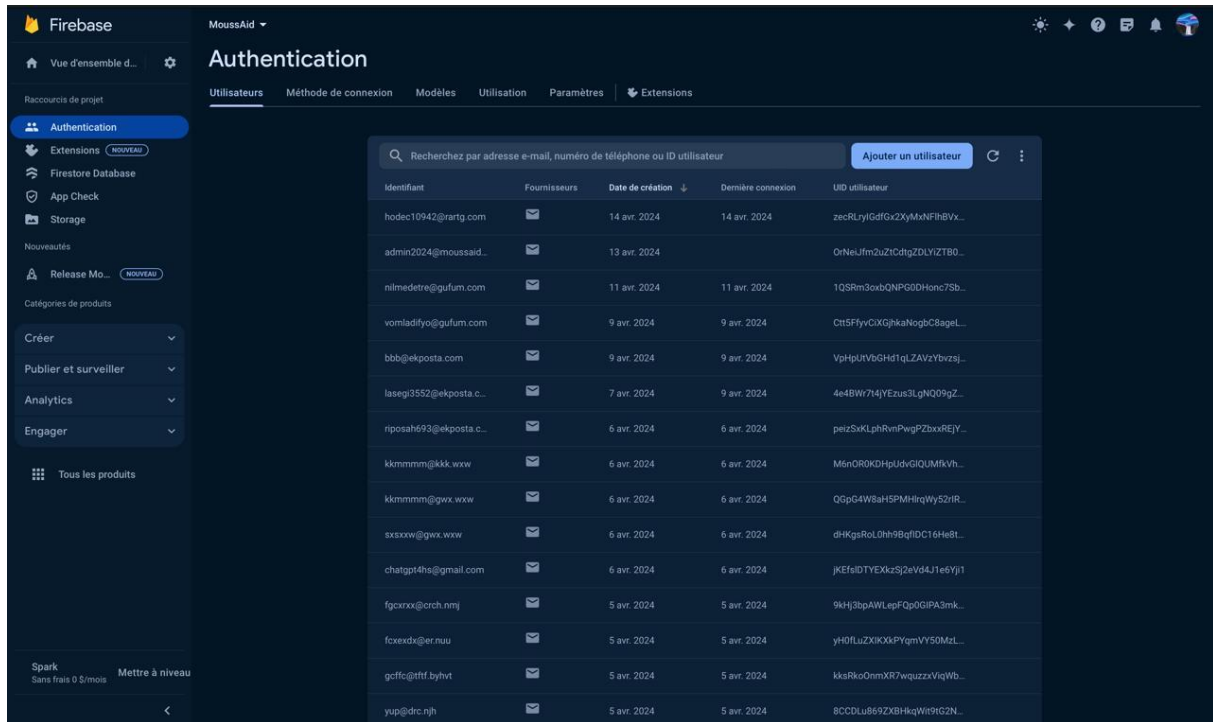 Firebase
Vue d'ensemble d...
Raccourcis de projet
Authentication
Extensions NOUVEAU
Firestore Database
App Check
Storage
Nouveautés
Release Mo... NOUVEAU
Catégories de produits
Créer
Publier et surveiller
Analytics
Engager
Tous les produits
Spark
Sans frais 0 $/mois
Mettre à niveau
MoussAid
Authentication
Utilisateurs Méthode de connexion Modèles Utilisation Paramètres Extensions
Recherchez par adresse e-mail, numéro de téléphone ou ID utilisateur Ajouter un utilisateur
Identifiant Fournisseurs Date de création Dernière connexion UID utilisateur
hodec10942@rartg.com 14 avr. 2024 14 avr. 2024 zecRLryIGdfGx2XyMxNFlhBVx...
admin2024@moussaid... 13 avr. 2024 OrNeiJfm2uZtCdtgZDLYiZTB0...
nilmedetre@gufum.com 11 avr. 2024 11 avr. 2024 1QSRm3oxbQNPG0DHonc7Sb...
vomladifyo@gufum.com 9 avr. 2024 9 avr. 2024 Ctt5FfyvCiXGjhkaNogbC8ageL...
bbb@ekposta.com 9 avr. 2024 9 avr. 2024 VpHpUtVbGHd1qLZAVzYbvzsj...
lasegi3552@ekposta.c... 7 avr. 2024 9 avr. 2024 4e4BWr7t4jYEzus3LgNQ09gZ...
riposah693@ekposta.c... 6 avr. 2024 6 avr. 2024 peizSxKLphRvnPwgPZbxxREjY...
kkmmmm@kkk.wxw 6 avr. 2024 6 avr. 2024 M6nOR0KDHpUdvGlQUMfkVh...
kkmmmm@gwx.wxw 6 avr. 2024 6 avr. 2024 QGpG4W8aH5PMHlrqWy52rIR...
sxsxxw@gwx.wxw 6 avr. 2024 6 avr. 2024 dHKgsRoL0hh9BqflDC16He8t...
chatgpt4hs@gmail.com 6 avr. 2024 6 avr. 2024 jKEfslDTYEXkzSj2eVd4J1e6Yji1
fgcxrxx@crch.nmj 5 avr. 2024 5 avr. 2024 9kHj3bpAWLepFQp0GlPA3mk...
fcxexdx@er.nuu 5 avr. 2024 5 avr. 2024 yH0fLuZXIKXkPYqmVY50MzL...
gcffc@tftf.byhvt 5 avr. 2024 5 avr. 2024 kksRkoOnmXR7wquzzxViqWb...
yup@drc.njh 5 avr. 2024 5 avr. 2024 8CCDLu869ZXBHkqWit9tG2N...